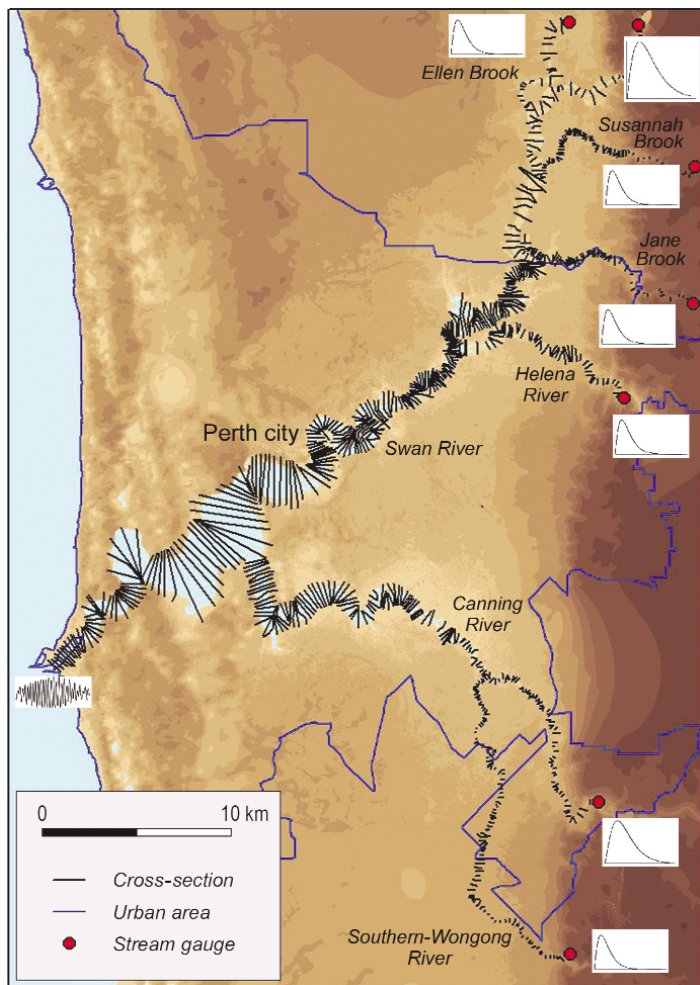 Ellen Brook
Susannah
Brook
Jane
Brook
Helena
River
Perth city
Swan River
Canning
River
0 10 km
Cross-section
Urban area
Stream gauge
Southern-Wongong
River